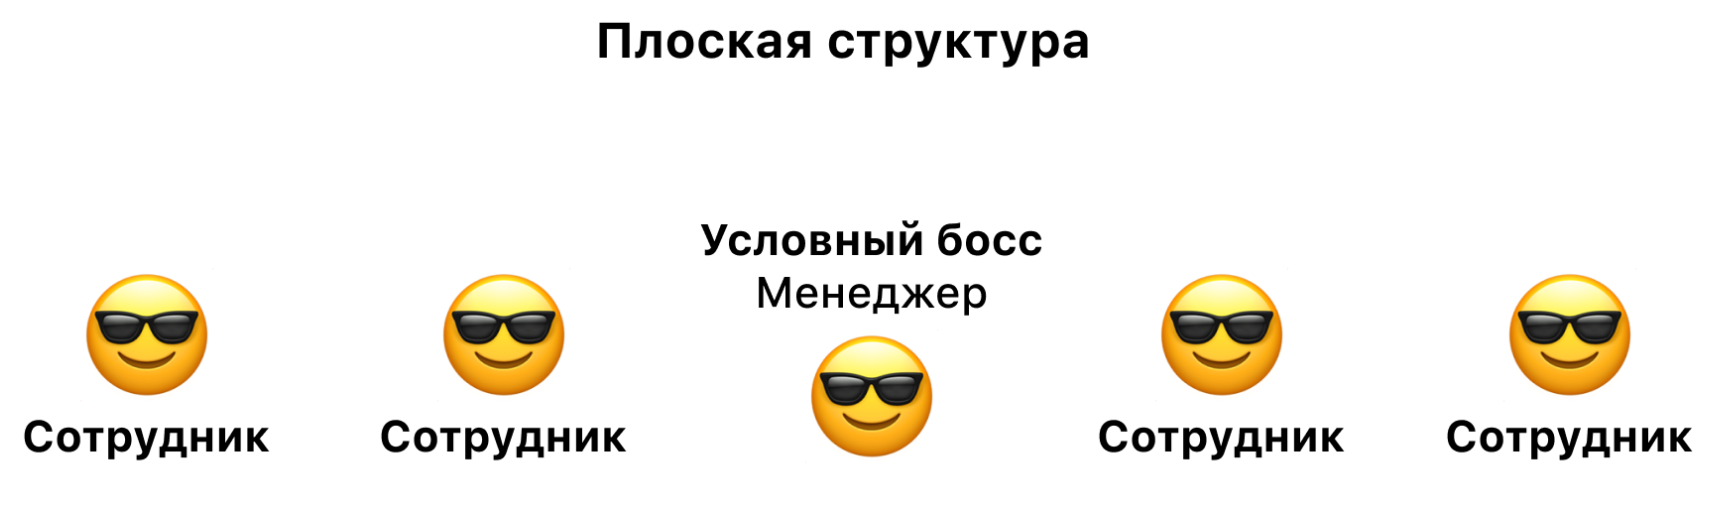 Плоская структура
Условный босс
Менеджер
Сотрудник
Сотрудник
Сотрудник
Сотрудник